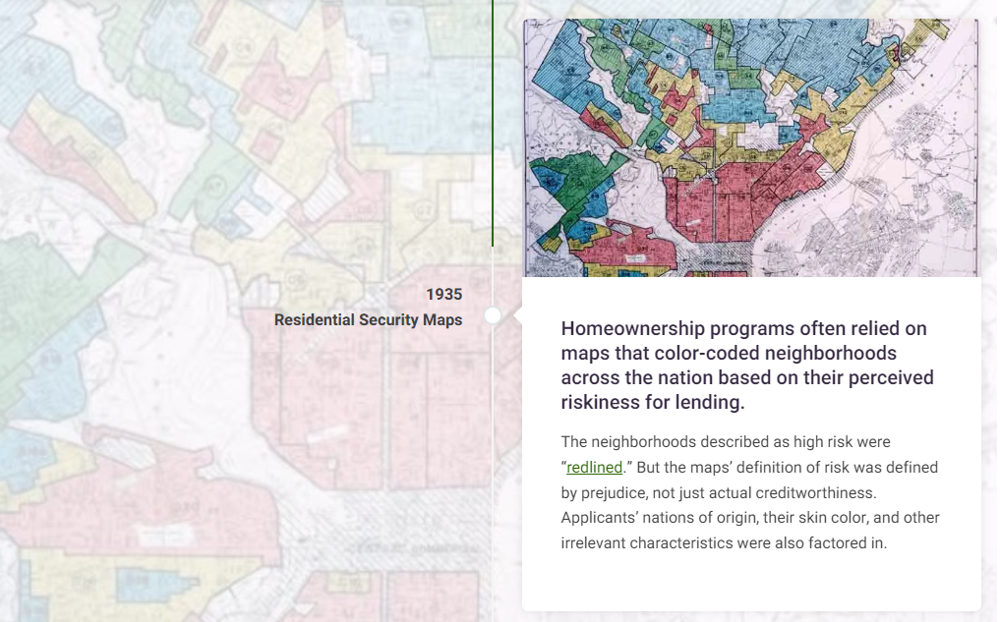 1935
Residential Security Maps
Homeownership programs often relied on
maps that color-coded neighborhoods
across the nation based on their perceived
riskiness for lending.
The neighborhoods described as high risk were
“redlined.” But the maps’ definition of risk was defined
by prejudice, not just actual creditworthiness.
Applicants’ nations of origin, their skin color, and other
irrelevant characteristics were also factored in.